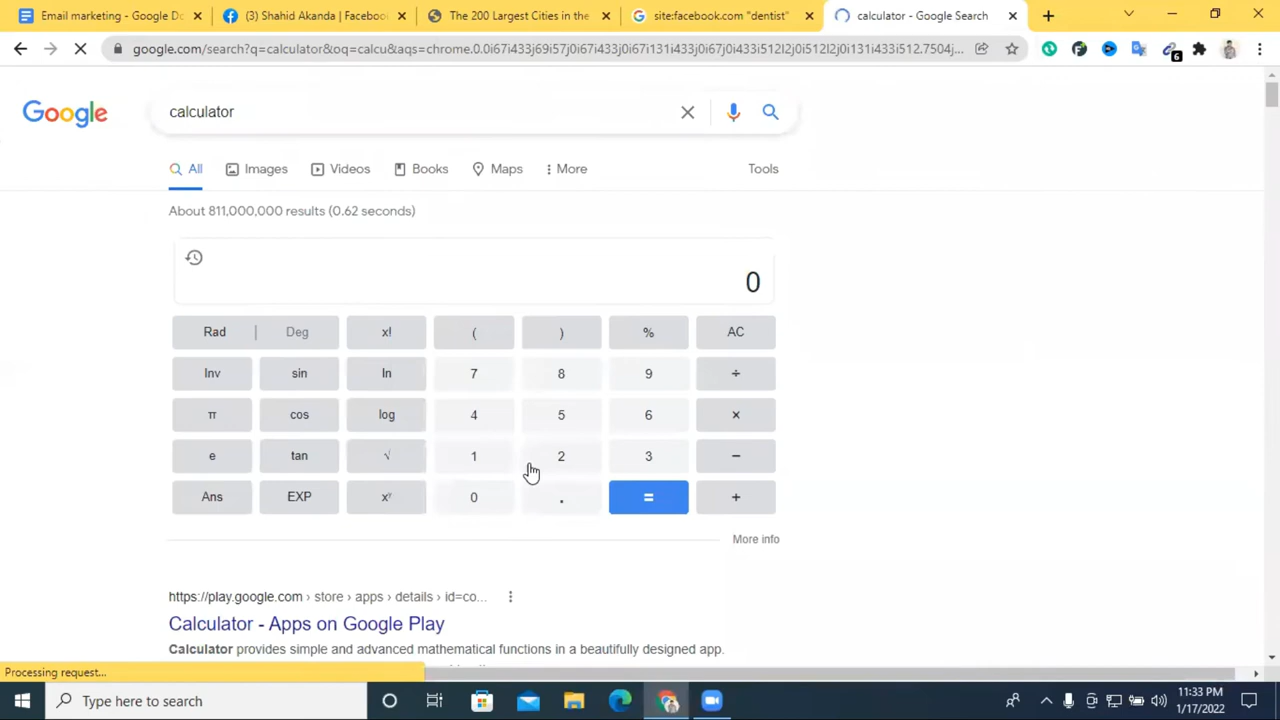 Email marketing - Google Do
(3) Shahid Akanda | Facebook
The 200 Largest Cities in the
site:facebook.com "dentist"
calculator - Google Search
google.com/search?q=calculator&oq=calcu&aqs=chrome.0.0i67i433j69i57j0i67i433j0i67i131i433j0i67j0i433i512l2j0i512l2j0i131i433i512.7504j...
6
Google
calculator
All
Images
Videos
Books
Maps
More
Tools
About 811,000,000 results (0.62 seconds)
0
Rad | Deg x! ( ) % AC
Inv sin ln 7 8 9 ÷
π cos log 4 5 6 ×
e tan √ 1 2 3 −
Ans EXP xʸ 0 . = +
More info
https://play.google.com › store › apps › details › id=co...
Calculator - Apps on Google Play
Calculator provides simple and advanced mathematical functions in a beautifully designed app.
Processing request...
Type here to search
11:33 PM
1/17/2022